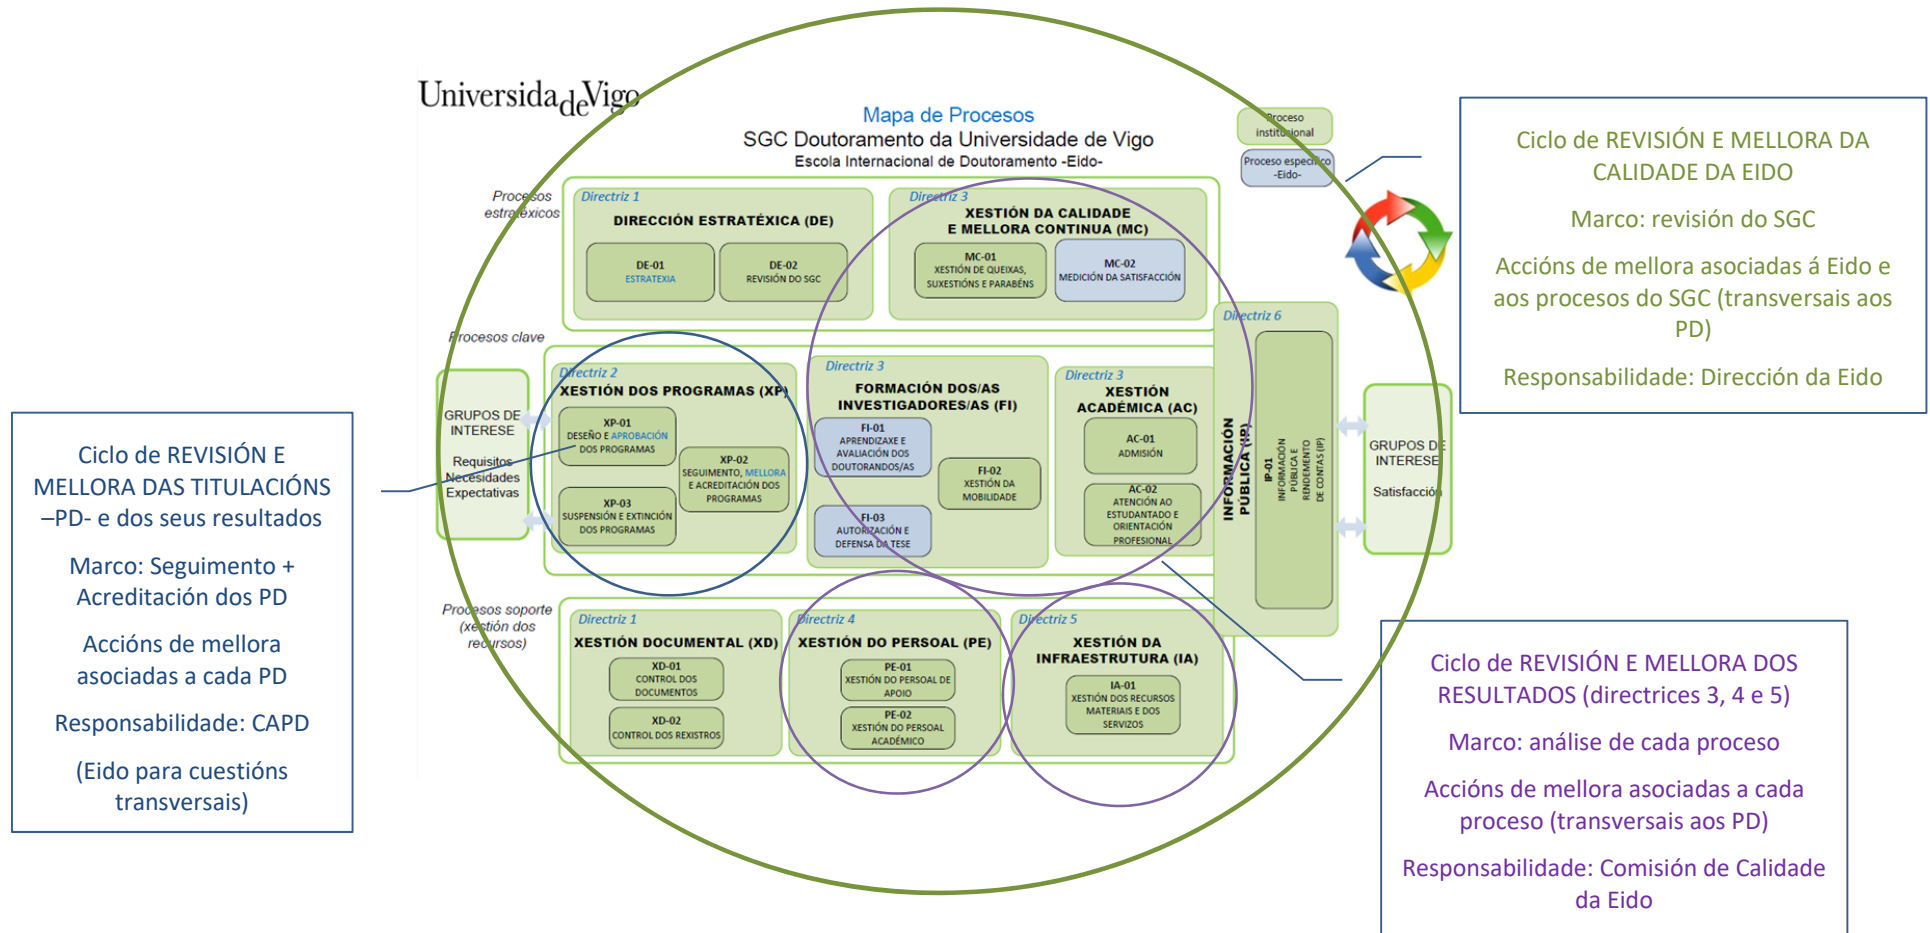 Universidade Vigo
Mapa de Procesos
SGC Doutoramento da Universidade de Vigo
Escola Internacional de Doutoramento -Eido-
Proceso
institucional
Proceso específico
-Eido-
Procesos
estratéxicos
Directriz 1
DIRECCIÓN ESTRATÉXICA (DE)
DE-01
ESTRATEXIA
DE-02
REVISIÓN DO SGC
Directriz 3
XESTIÓN DA CALIDADE
E MELLORA CONTINUA (MC)
MC-01
XESTIÓN DE QUEIXAS,
SUXESTIÓNS E PARABÉNS
MC-02
MEDICIÓN DA SATISFACCIÓN
Procesos clave
GRUPOS DE
INTERESE
Requisitos
Necesidades
Expectativas
Directriz 2
XESTIÓN DOS PROGRAMAS (XP)
XP-01
DESEÑO E APROBACIÓN
DOS PROGRAMAS
XP-02
SEGUIMENTO, MELLORA
E ACREDITACIÓN DOS
PROGRAMAS
XP-03
SUSPENSIÓN E EXTINCIÓN
DOS PROGRAMAS
Directriz 3
FORMACIÓN DOS/AS
INVESTIGADORES/AS (FI)
FI-01
APRENDIZAXE E
AVALIACIÓN DOS
DOUTORANDOS/AS
FI-02
XESTIÓN DA
MOBILIDADE
FI-03
AUTORIZACIÓN E
DEFENSA DA TESE
Directriz 3
XESTIÓN
ACADÉMICA (AC)
AC-01
ADMISIÓN
AC-02
ATENCIÓN AO
ESTUDANTADO E
ORIENTACIÓN
PROFESIONAL
Directriz 6
INFORMACIÓN
PÚBLICA (IP)
IP-01
INFORMACIÓN
PÚBLICA E
RENDEMENTO
DE CONTAS (IP)
GRUPOS DE
INTERESE
Satisfacción
Procesos soporte
(xestión dos
recursos)
Directriz 1
XESTIÓN DOCUMENTAL (XD)
XD-01
CONTROL DOS
DOCUMENTOS
XD-02
CONTROL DOS REXISTROS
Directriz 4
XESTIÓN DO PERSOAL (PE)
PE-01
XESTIÓN DO PERSOAL DE
APOIO
PE-02
XESTIÓN DO PERSOAL
ACADÉMICO
Directriz 5
XESTIÓN DA
INFRAESTRUTURA (IA)
IA-01
XESTIÓN DOS RECURSOS
MATERIAIS E DOS
SERVIZOS
Ciclo de REVISIÓN E
MELLORA DAS TITULACIÓNS
–PD- e dos seus resultados
Marco: Seguimento +
Acreditación dos PD
Accións de mellora
asociadas a cada PD
Responsabilidade: CAPD
(Eido para cuestións
transversais)
Ciclo de REVISIÓN E MELLORA DA
CALIDADE DA EIDO
Marco: revisión do SGC
Accións de mellora asociadas á Eido e
aos procesos do SGC (transversais aos
PD)
Responsabilidade: Dirección da Eido
Ciclo de REVISIÓN E MELLORA DOS
RESULTADOS (directrices 3, 4 e 5)
Marco: análise de cada proceso
Accións de mellora asociadas a cada
proceso (transversais aos PD)
Responsabilidade: Comisión de Calidade
da Eido